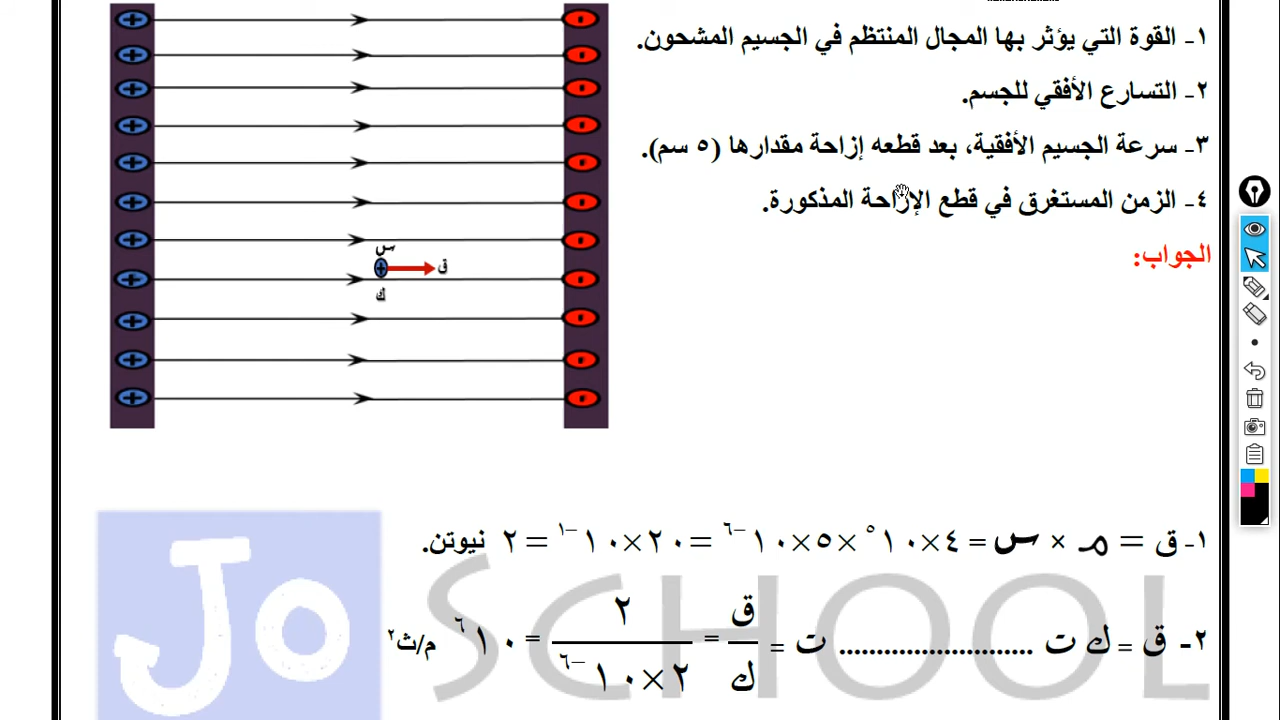 ١- القوة التي يؤثر بها المجال المنتظم في الجسيم المشحون.
٢- التسارع الأفقي للجسم.
٣- سرعة الجسيم الأفقية، بعد قطعه إزاحة مقدارها (٥ سم).
٤- الزمن المستغرق في قطع الإزاحة المذكورة.
الجواب:
س
ق
ك
١- ق = مـ × س = ٤×١٠^٥ × ٥×١٠^-٦ = ٢٠×١٠^-١ = ٢ نيوتن.
٢- ق = ك ت .......................... ت = ق/ك = ٢/(٢×١٠^-٦) = ١٠^٦ م/ث^٢
Jo SCHOOL